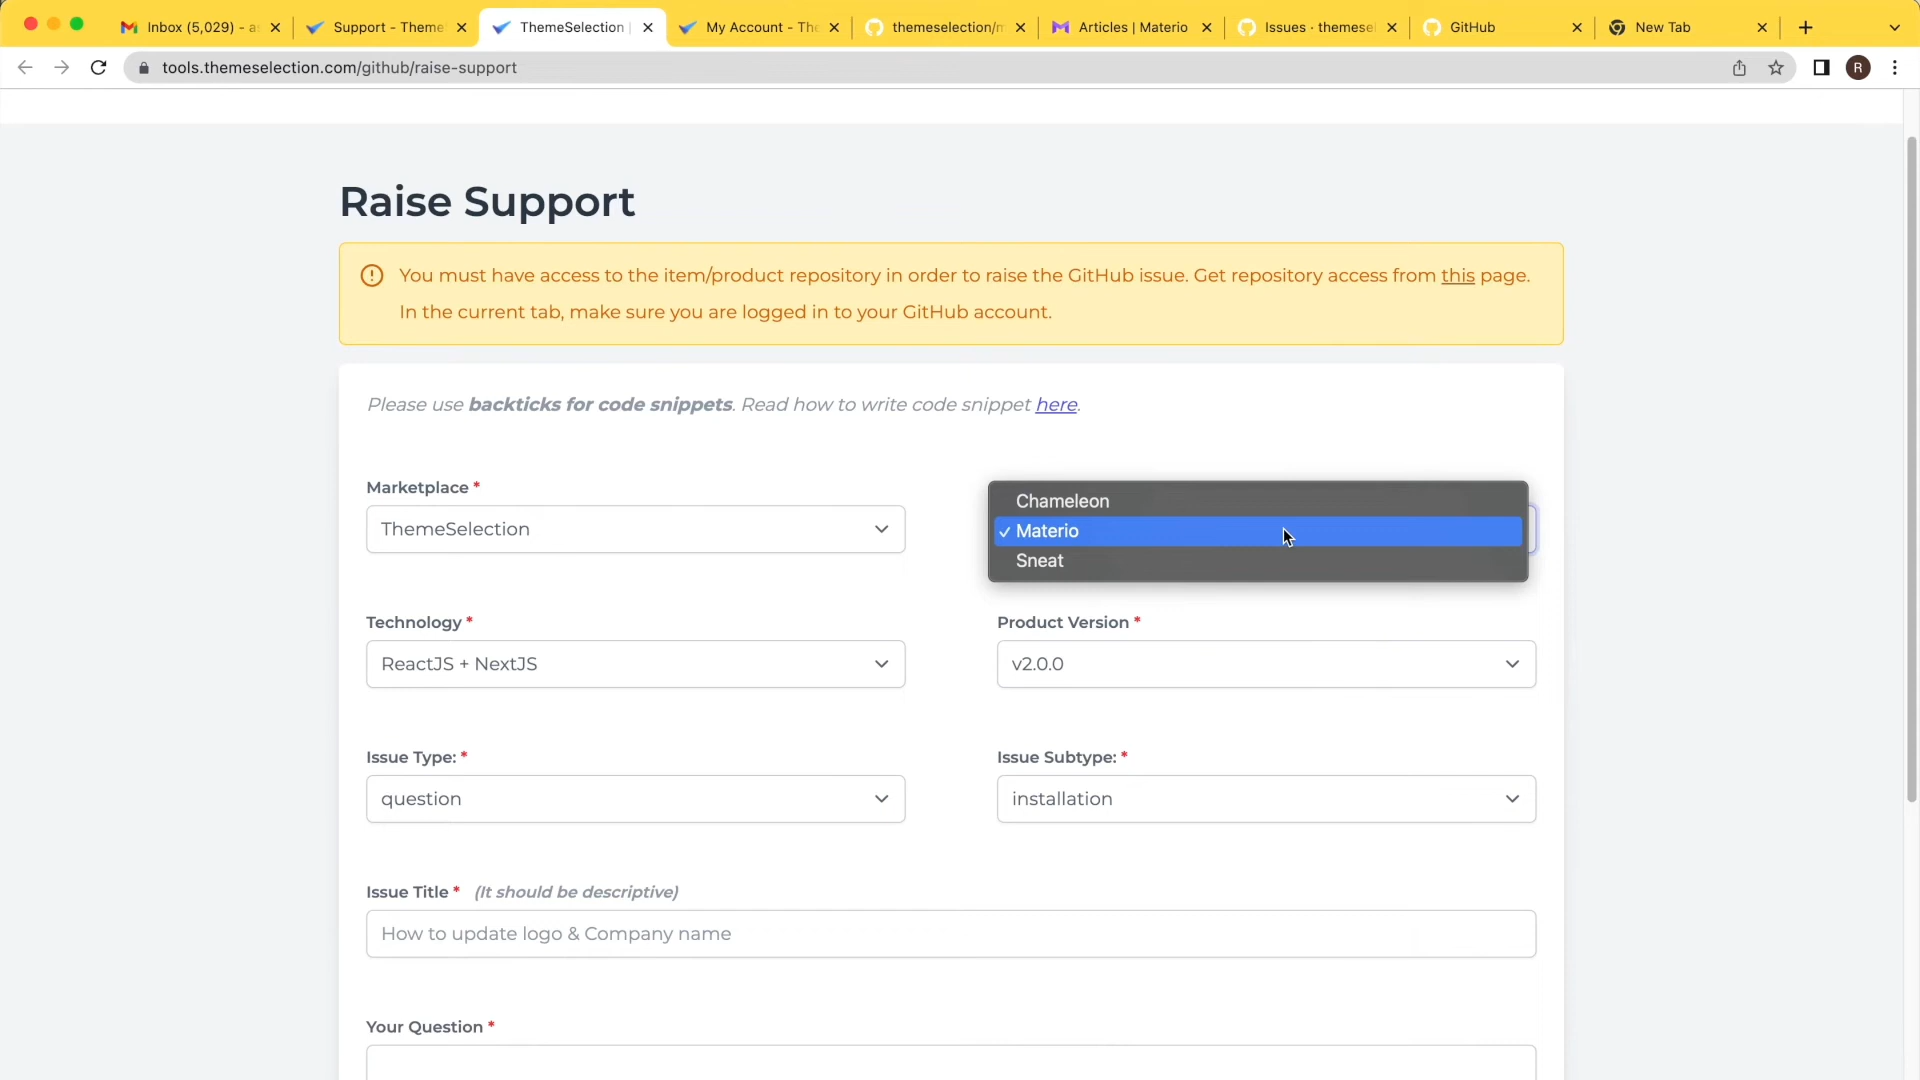 Inbox (5,029) - a
Support - Theme
ThemeSelection |
My Account - The
themeselection/m
Articles | Materio
Issues · themesel
GitHub
New Tab
tools.themeselection.com/github/raise-support
R
Raise Support
You must have access to the item/product repository in order to raise the GitHub issue. Get repository access from this page.
In the current tab, make sure you are logged in to your GitHub account.
Please use backticks for code snippets. Read how to write code snippet here.
Marketplace *
ThemeSelection
Chameleon
✓ Materio
Sneat
Technology *
ReactJS + NextJS
Product Version *
v2.0.0
Issue Type: *
question
Issue Subtype: *
installation
Issue Title * (It should be descriptive)
How to update logo & Company name
Your Question *